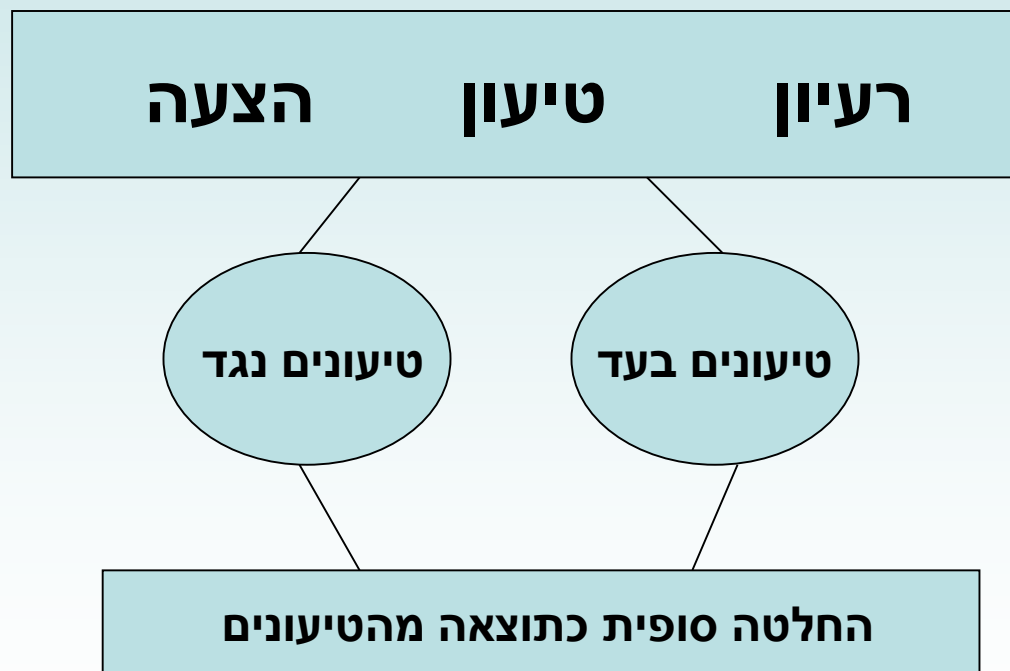 רעיון טיעון הצעה
טיעונים בעד
טיעונים נגד
החלטה סופית כתוצאה מהטיעונים